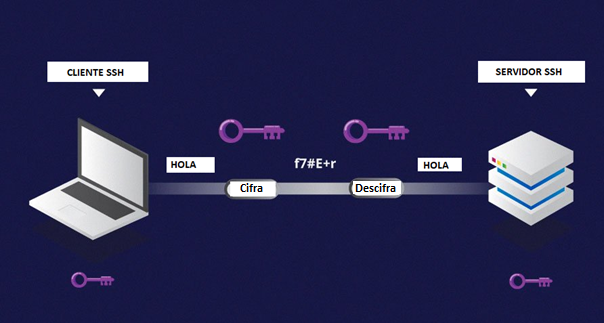 CLIENTE SSH
SERVIDOR SSH
HOLA
f7#E+r
HOLA
Cifra
Descifra